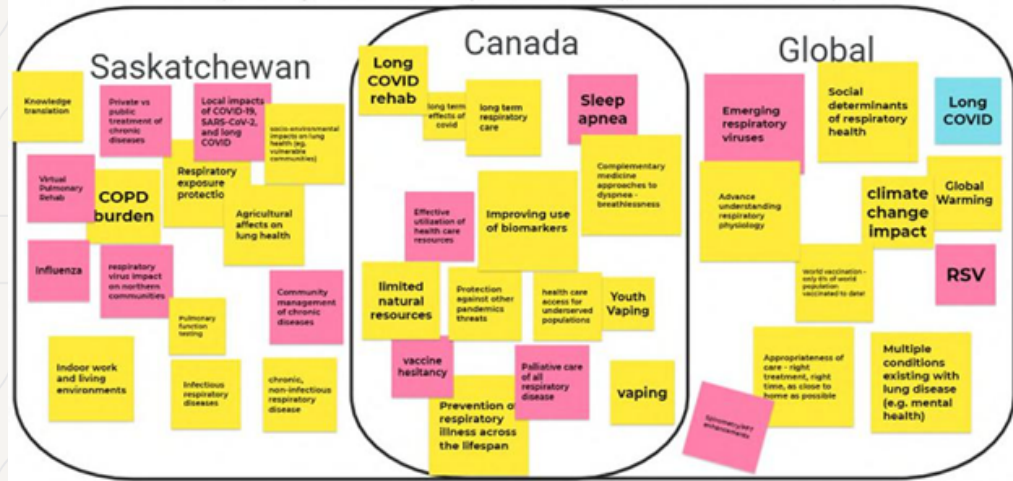 Saskatchewan
Knowledge
translation
Private vs
public
treatment of
chronic
diseases
Local impacts
of COVID-19,
SARS-CoV-2,
and long
COVID
socio-environmental
impacts on lung
health (eg.
vulnerable
communities)
Virtual
Pulmonary
Rehab
COPD
burden
Respiratory
exposure
protectio
Agricultural
affects on
lung health
Influenza
respiratory
virus impact
on northern
communities
Pulmonary
function
testing
Community
management
of chronic
diseases
Indoor work
and living
environments
Infectious
respiratory
diseases
chronic,
non-infectious
respiratory
disease
Canada
Long
COVID
rehab
long term
effects of
covid
long term
respiratory
care
Sleep
apnea
Complementary
medicine
approaches to
dyspnea -
breathlessness
Effective
utilization of
health care
resources
Improving use
of biomarkers
limited
natural
resources
Protection
against other
pandemics
threats
health care
access for
underserved
populations
Youth
Vaping
vaccine
hesitancy
Palliative care
of all
respiratory
disease
vaping
Prevention of
respiratory
illness across
the lifespan
Global
Emerging
respiratory
viruses
Social
determinants
of respiratory
health
Long
COVID
Advance
understanding
respiratory
physiology
climate
change
impact
Global
Warming
World vaccination -
only 6% of world
population
vaccinated to date!
RSV
Appropriateness of
care - right
treatment, right
time, as close to
home as possible
Multiple
conditions
existing with
lung disease
(e.g. mental
health)
enhancements